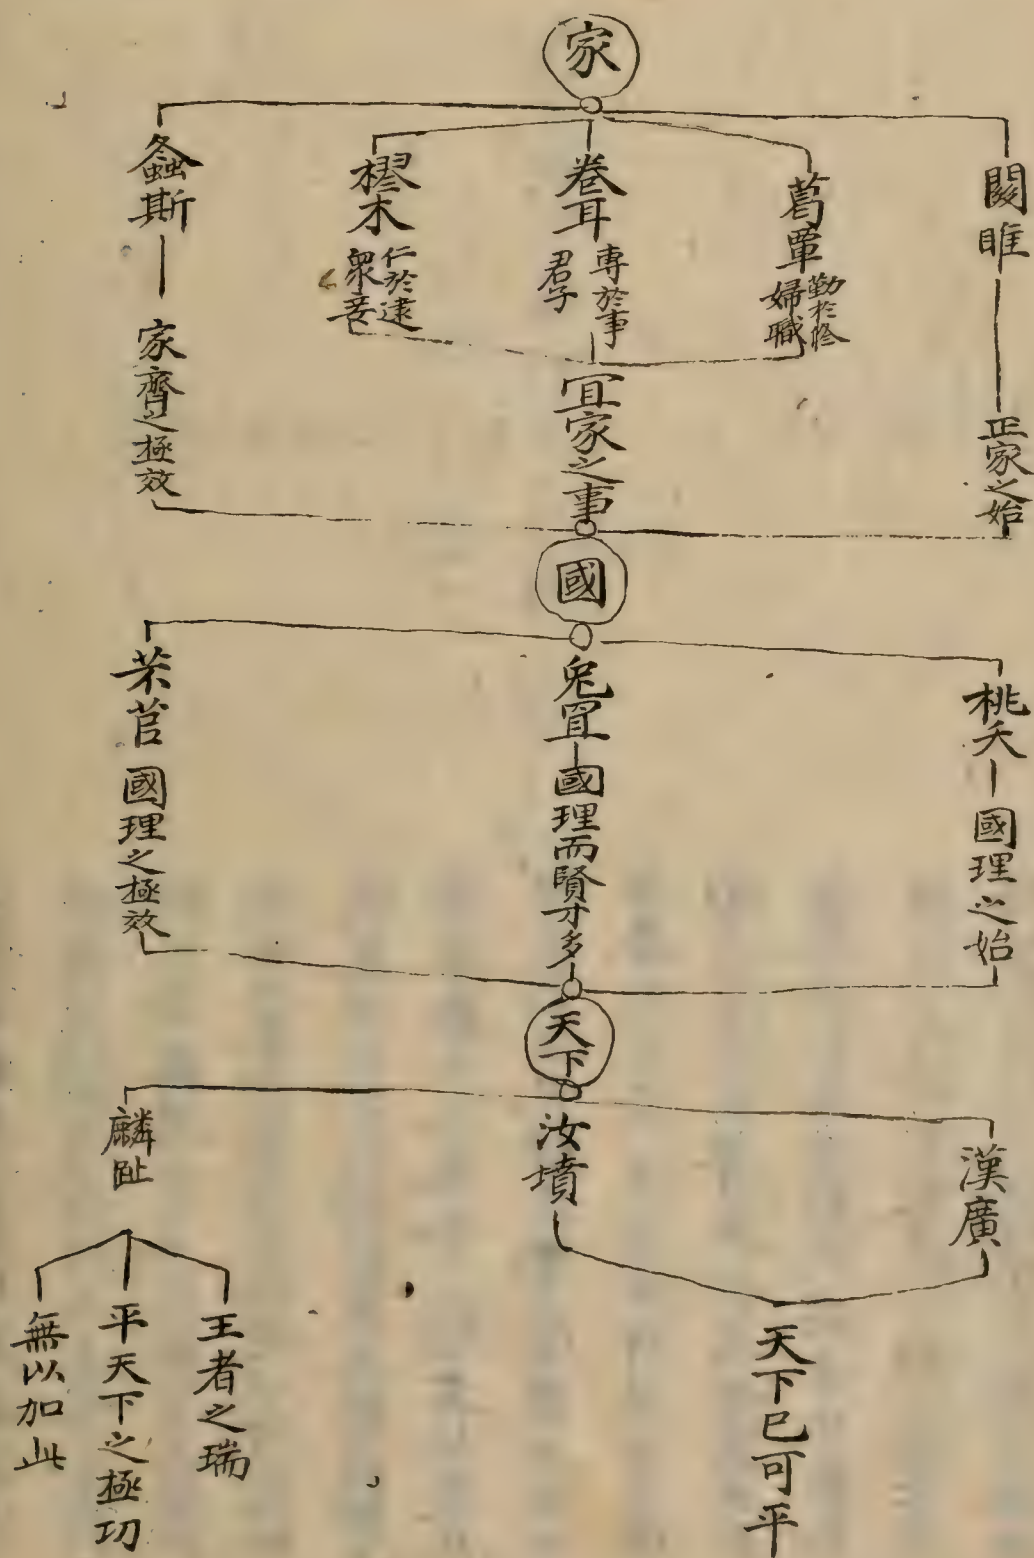 家
關雎
正家之始
葛覃
勤於修
婦職
卷耳
專於事
君子
樛木
仁於逮
衆妾
宜家之事
螽斯
家齊之極效
國
桃夭
國理之始
兔罝
國理而賢才多
芣苢
國理之極效
天下
漢廣
汝墳
天下已可平
麟趾
王者之瑞
平天下之極功
無以加此